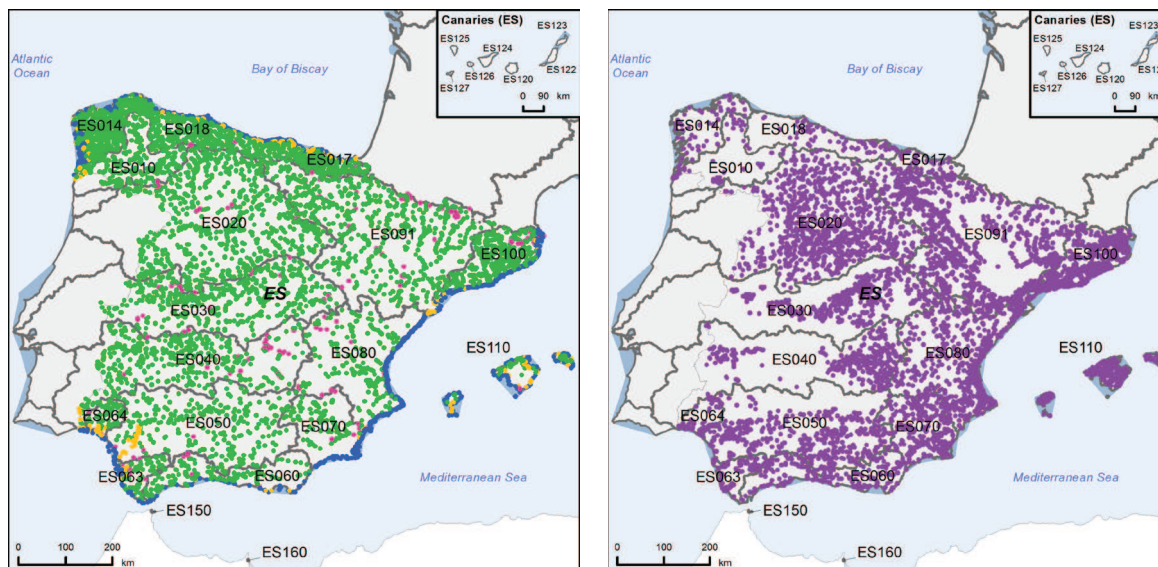 Canaries (ES)
ES123
ES125
ES124
ES126
ES120
ES122
ES127
0 90
km
Atlantic
Ocean
Bay of Biscay
ES014
ES018
ES017
ES010
ES020
ES091
ES100
ES
ES030
ES110
ES040
ES080
ES064
ES050
ES070
ES063
ES060
Mediterranean Sea
ES150
ES160
0 100 200
km
Canaries (ES)
ES123
ES125
ES124
ES126
ES120
ES127
0 90
km
Atlantic
Ocean
Bay of Biscay
ES014
ES018
ES017
ES010
ES020
ES091
ES100
ES
ES030
ES110
ES040
ES080
ES064
ES050
ES070
ES063
ES060
Mediterranean Sea
ES150
ES160
0 100 200
km